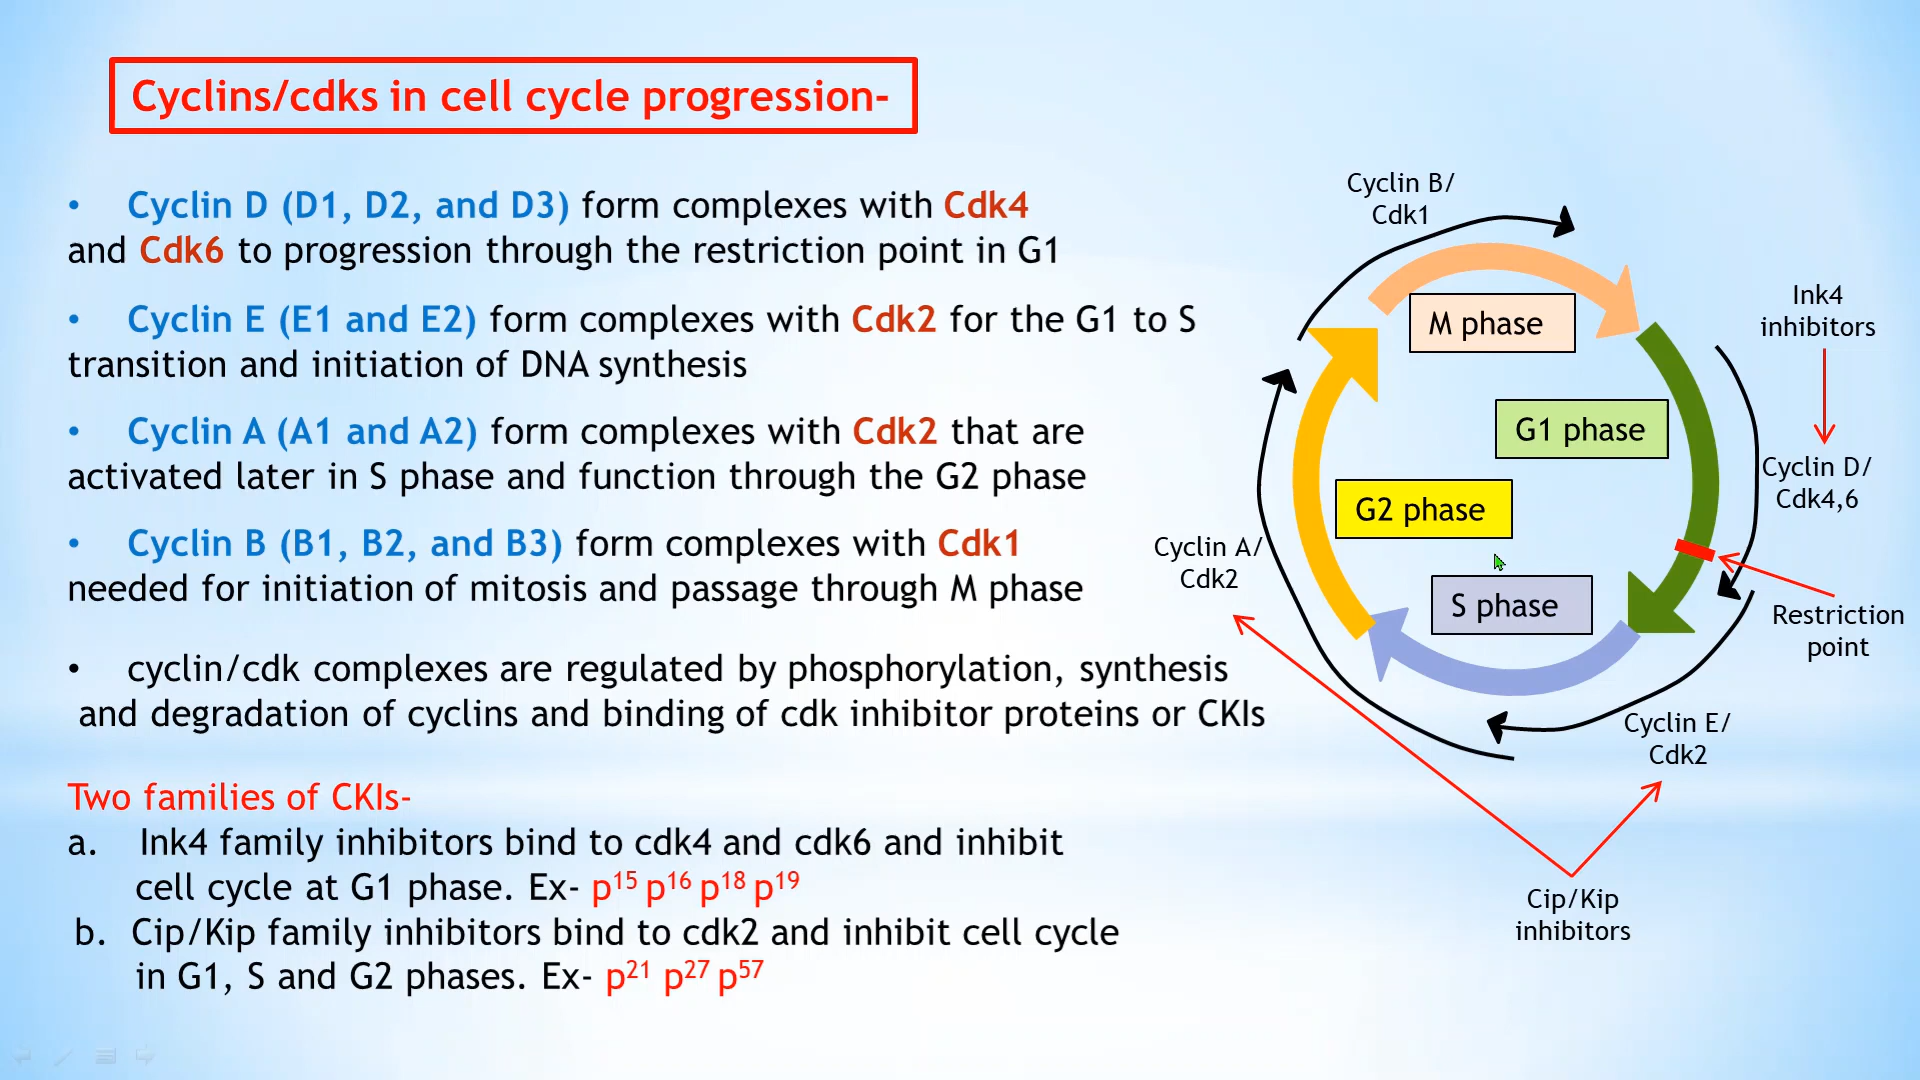 Cyclins/cdks in cell cycle progression-
• Cyclin D (D1, D2, and D3) form complexes with Cdk4
and Cdk6 to progression through the restriction point in G1
• Cyclin E (E1 and E2) form complexes with Cdk2 for the G1 to S
transition and initiation of DNA synthesis
• Cyclin A (A1 and A2) form complexes with Cdk2 that are
activated later in S phase and function through the G2 phase
• Cyclin B (B1, B2, and B3) form complexes with Cdk1
needed for initiation of mitosis and passage through M phase
• cyclin/cdk complexes are regulated by phosphorylation, synthesis
and degradation of cyclins and binding of cdk inhibitor proteins or CKIs
Two families of CKIs-
a. Ink4 family inhibitors bind to cdk4 and cdk6 and inhibit
cell cycle at G1 phase. Ex- p¹⁵ p¹⁶ p¹⁸ p¹⁹
b. Cip/Kip family inhibitors bind to cdk2 and inhibit cell cycle
in G1, S and G2 phases. Ex- p²¹ p²⁷ p⁵⁷
Cyclin B/
Cdk1
M phase
Ink4
inhibitors
G1 phase
Cyclin D/
Cdk4,6
G2 phase
Cyclin A/
Cdk2
S phase
Restriction
point
Cyclin E/
Cdk2
Cip/Kip
inhibitors